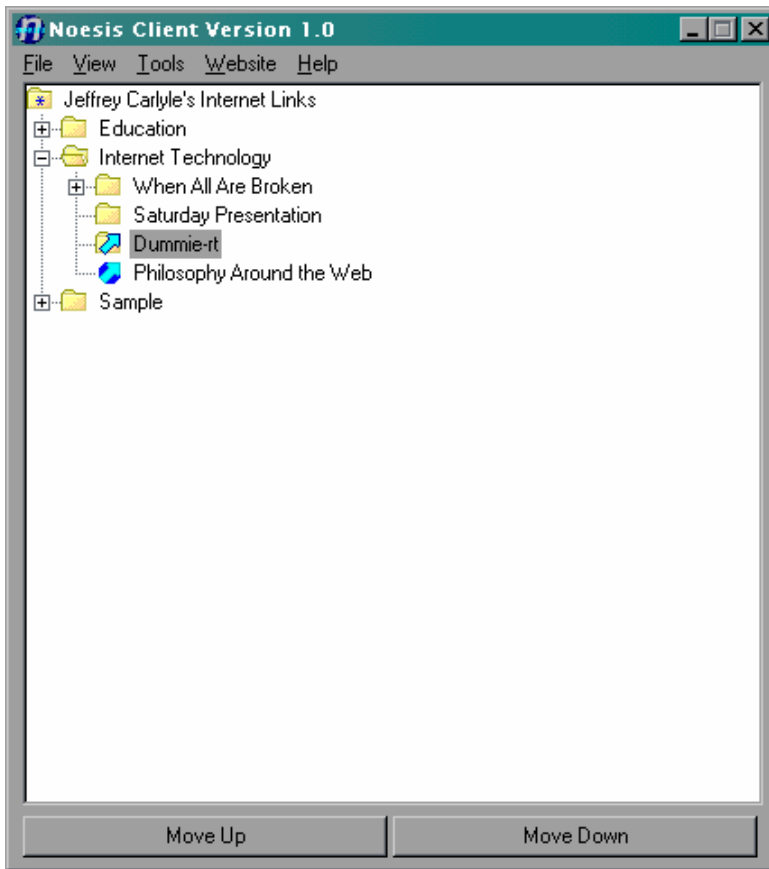 Noesis Client Version 1.0
File View Tools Website Help
Jeffrey Carlyle's Internet Links
Education
Internet Technology
When All Are Broken
Saturday Presentation
Dummie-rt
Philosophy Around the Web
Sample
Move Up Move Down